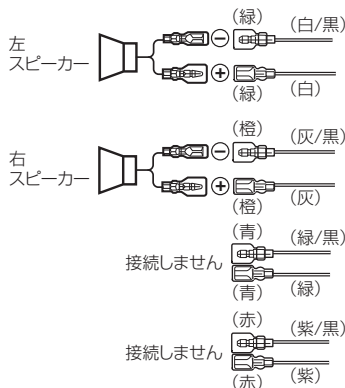 (緑) (白/黒)
左
スピーカー
⊖
⊕
(緑) (白)
(橙) (灰/黒)
右
スピーカー
⊖
⊕
(橙) (灰)
(青) (緑/黒)
接続しません
(青) (緑)
(赤) (紫/黒)
接続しません
(赤) (紫)